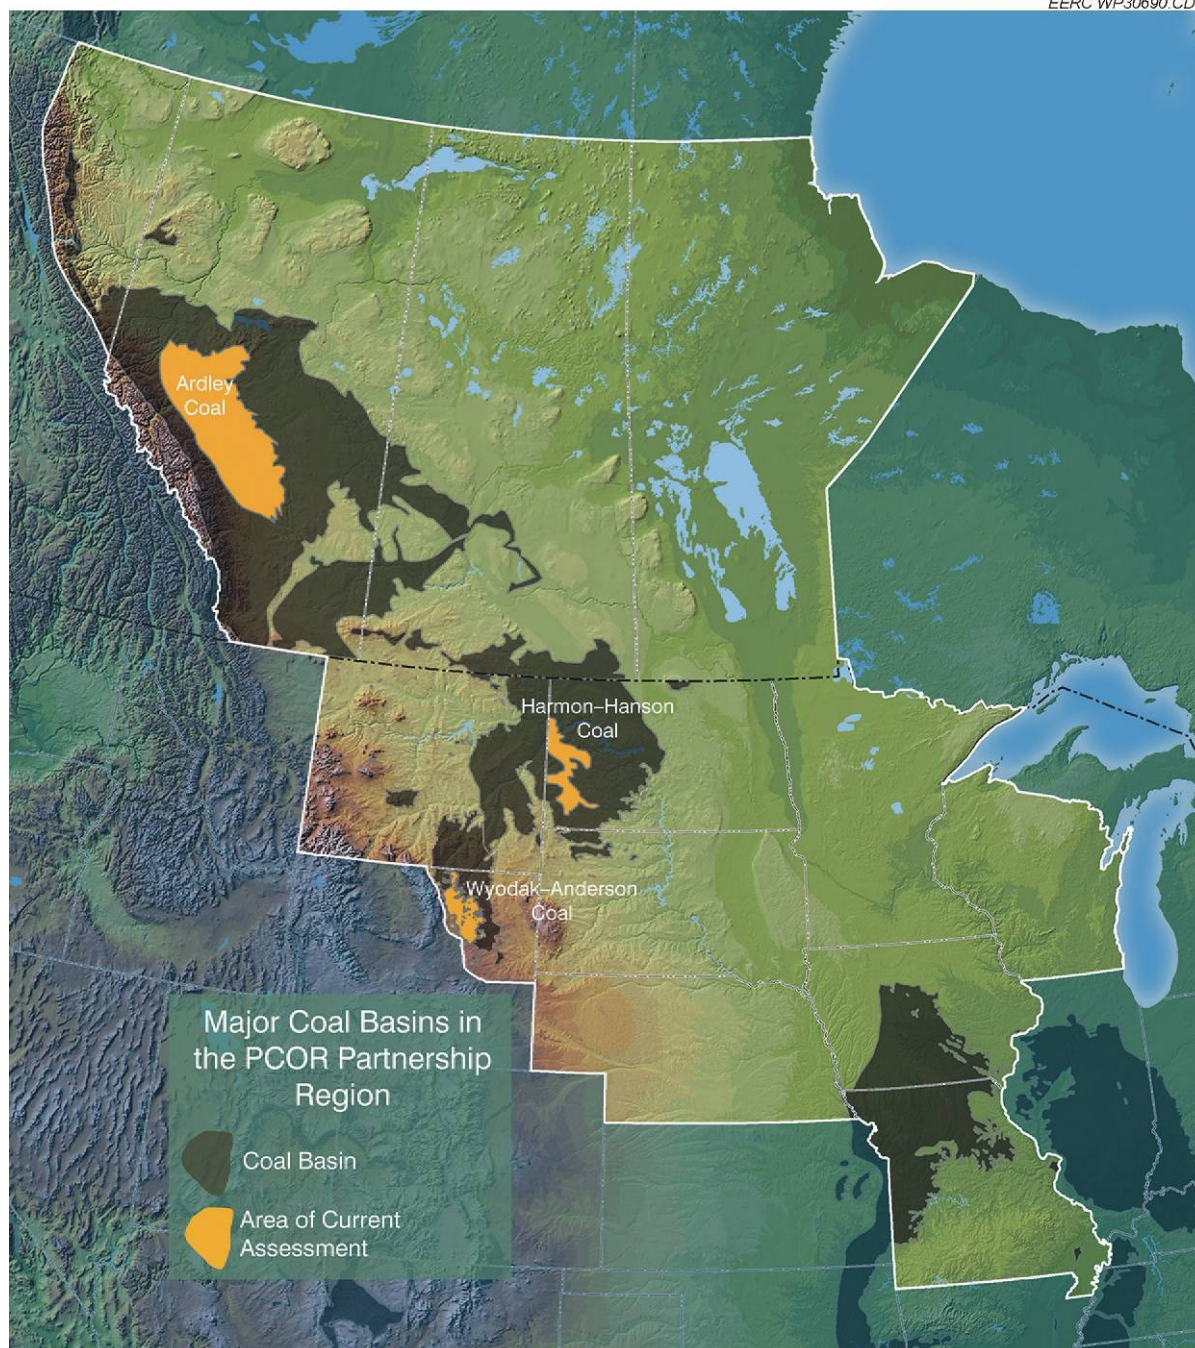 EERC WP30690.CD
Ardley
Coal
Harmon–Hanson
Coal
Wyodak–Anderson
Coal
Major Coal Basins in
the PCOR Partnership
Region
Coal Basin
Area of Current
Assessment